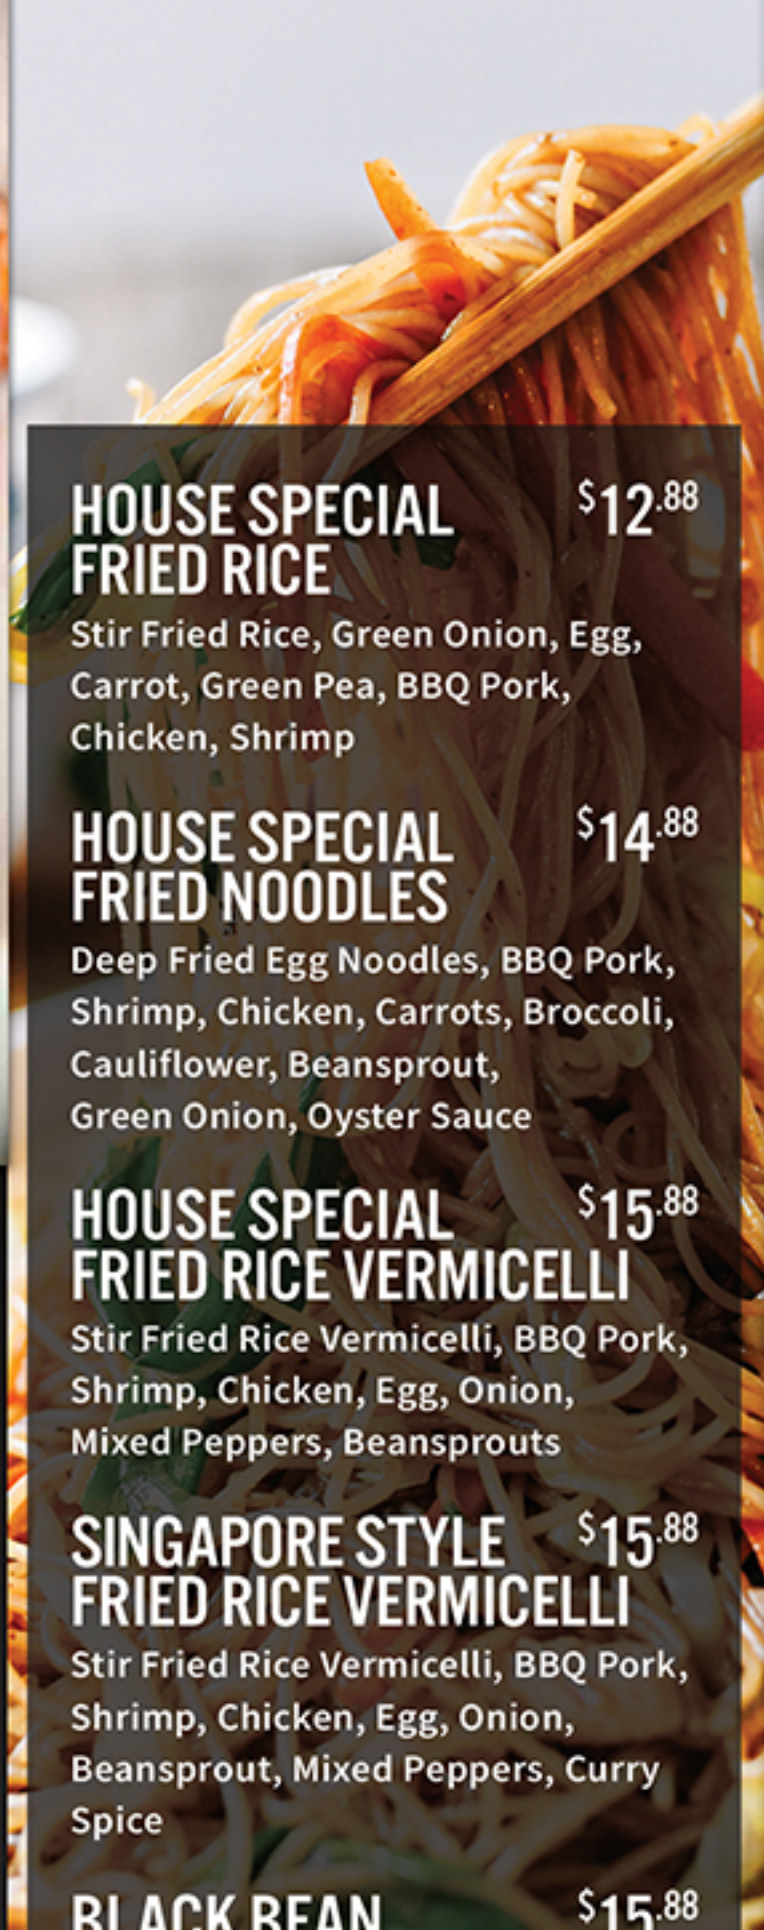 HOUSE SPECIAL $12.88
FRIED RICE
Stir Fried Rice, Green Onion, Egg,
Carrot, Green Pea, BBQ Pork,
Chicken, Shrimp
HOUSE SPECIAL $14.88
FRIED NOODLES
Deep Fried Egg Noodles, BBQ Pork,
Shrimp, Chicken, Carrots, Broccoli,
Cauliflower, Beansprout,
Green Onion, Oyster Sauce
HOUSE SPECIAL $15.88
FRIED RICE VERMICELLI
Stir Fried Rice Vermicelli, BBQ Pork,
Shrimp, Chicken, Egg, Onion,
Mixed Peppers, Beansprouts
SINGAPORE STYLE $15.88
FRIED RICE VERMICELLI
Stir Fried Rice Vermicelli, BBQ Pork,
Shrimp, Chicken, Egg, Onion,
Beansprout, Mixed Peppers, Curry
Spice
BLACK BEAN $15.88